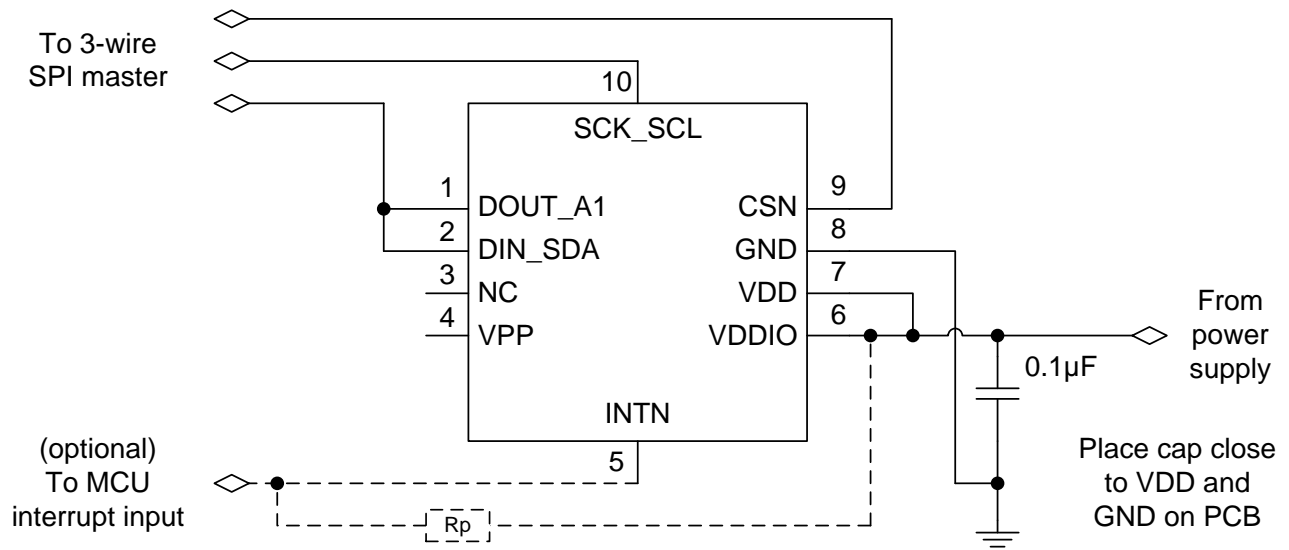 To 3-wire
SPI master
10
SCK_SCL
1
DOUT_A1
2
DIN_SDA
3
NC
4
VPP
9
CSN
8
GND
7
VDD
6
VDDIO
INTN
5
From
power
supply
0.1µF
Place cap close
to VDD and
GND on PCB
(optional)
To MCU
interrupt input
Rp